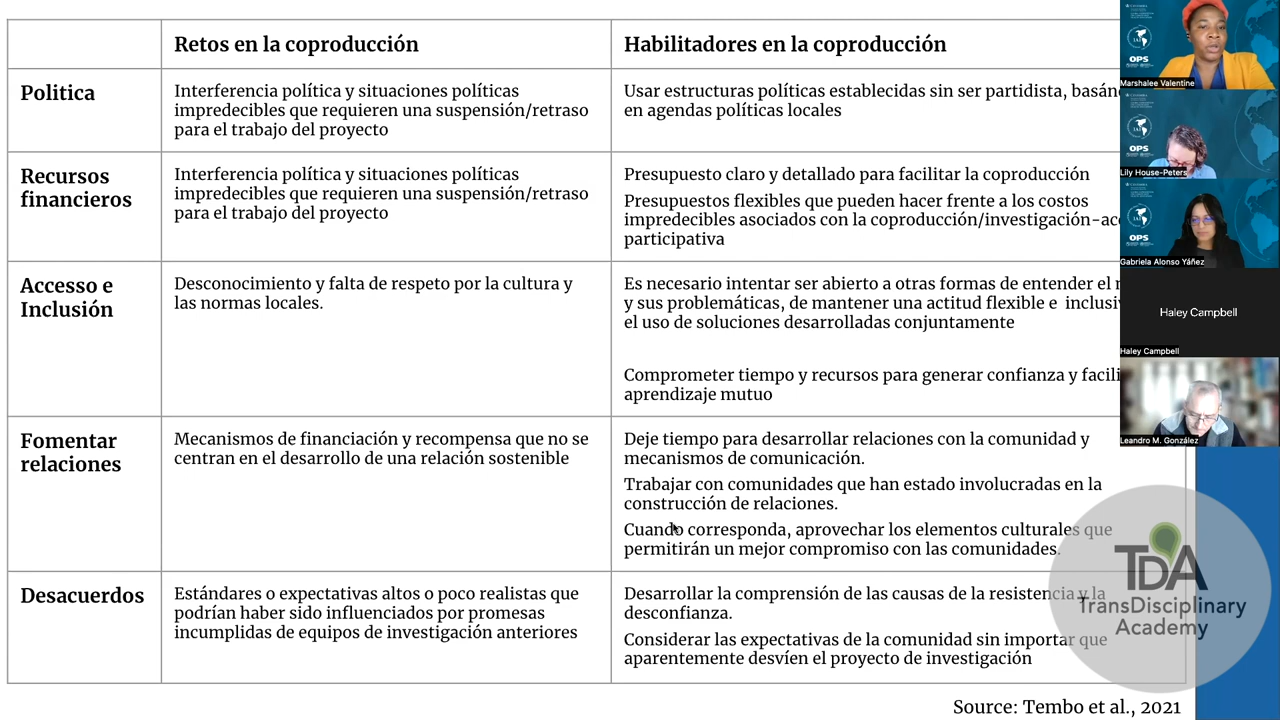 Retos en la coproducción
Habilitadores en la coproducción
Politica
Interferencia política y situaciones políticas
impredecibles que requieren una suspensión/retraso
para el trabajo del proyecto
Usar estructuras políticas establecidas sin ser partidista,
en agendas políticas locales
Recursos
financieros
Interferencia política y situaciones políticas
impredecibles que requieren una suspensión/retraso
para el trabajo del proyecto
Presupuesto claro y detallado para facilitar la coproducción
Presupuestos flexibles que pueden hacer frente a los costos
impredecibles asociados con la
participativa
Accesso e
Inclusión
Desconocimiento y falta de respeto por la cultura y
las normas locales.
Es necesario intentar ser abierto a otras formas de entender el
y sus problemáticas, de mantener una actitud flexible e
el uso de soluciones desarrolladas conjuntamente
Comprometer tiempo y recursos para generar confianza y
aprendizaje mutuo
Fomentar
relaciones
Mecanismos de financiación y recompensa que no se
centran en el desarrollo de una relación sostenible
Deje tiempo para desarrollar relaciones con la comunidad y
mecanismos de comunicación.
Trabajar con comunidades que han estado involucradas en la
construcción de relaciones.
Cuando corresponda, aprovechar los elementos culturales que
permitirán un mejor compromiso con las comunidades.
Desacuerdos
Estándares o expectativas altos o poco realistas que
podrían haber sido influenciados por promesas
incumplidas de equipos de investigación anteriores
Desarrollar la comprensión de las causas de la resistencia y la
desconfianza.
Considerar las expectativas de la comunidad sin importar que
aparentemente desvíen el proyecto de investigación
Source: Tembo et al., 2021
OPS
Marshalee Valentine
OPS
Lily House-Peters
OPS
Gabriela Alonso Yáñez
Haley Campbell
Haley Campbell
Leandro M. González
TDA
TransDisciplinary
Academy